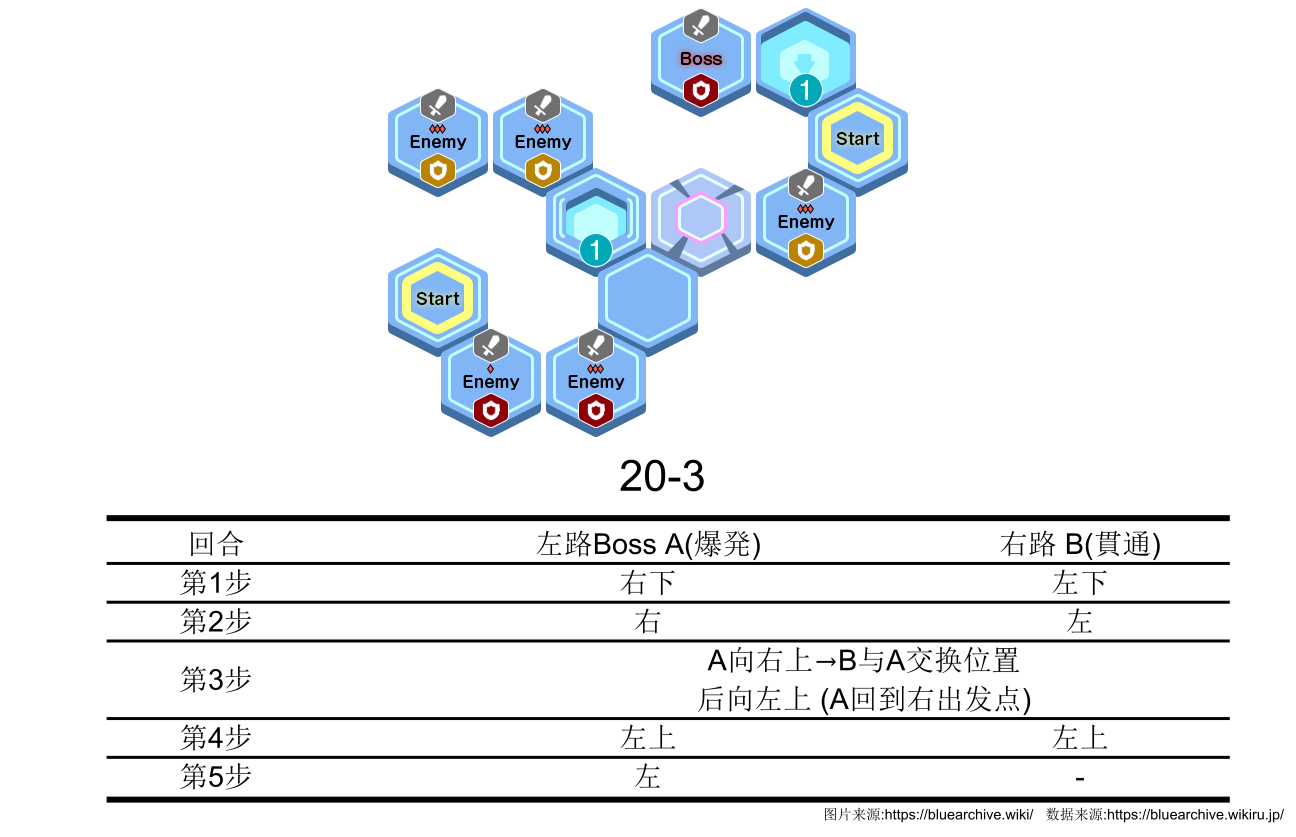 Boss
1
Start
Enemy Enemy
Enemy
1
Start
Enemy Enemy
20-3
回合 左路Boss A(爆発) 右路 B(貫通)
第1步 右下 左下
第2步 右 左
第3步 A向右上→B与A交换位置
后向左上 (A回到右出发点)
第4步 左上 左上
第5步 左 -
图片来源:https://bluearchive.wiki/ 数据来源:https://bluearchive.wikiru.jp/